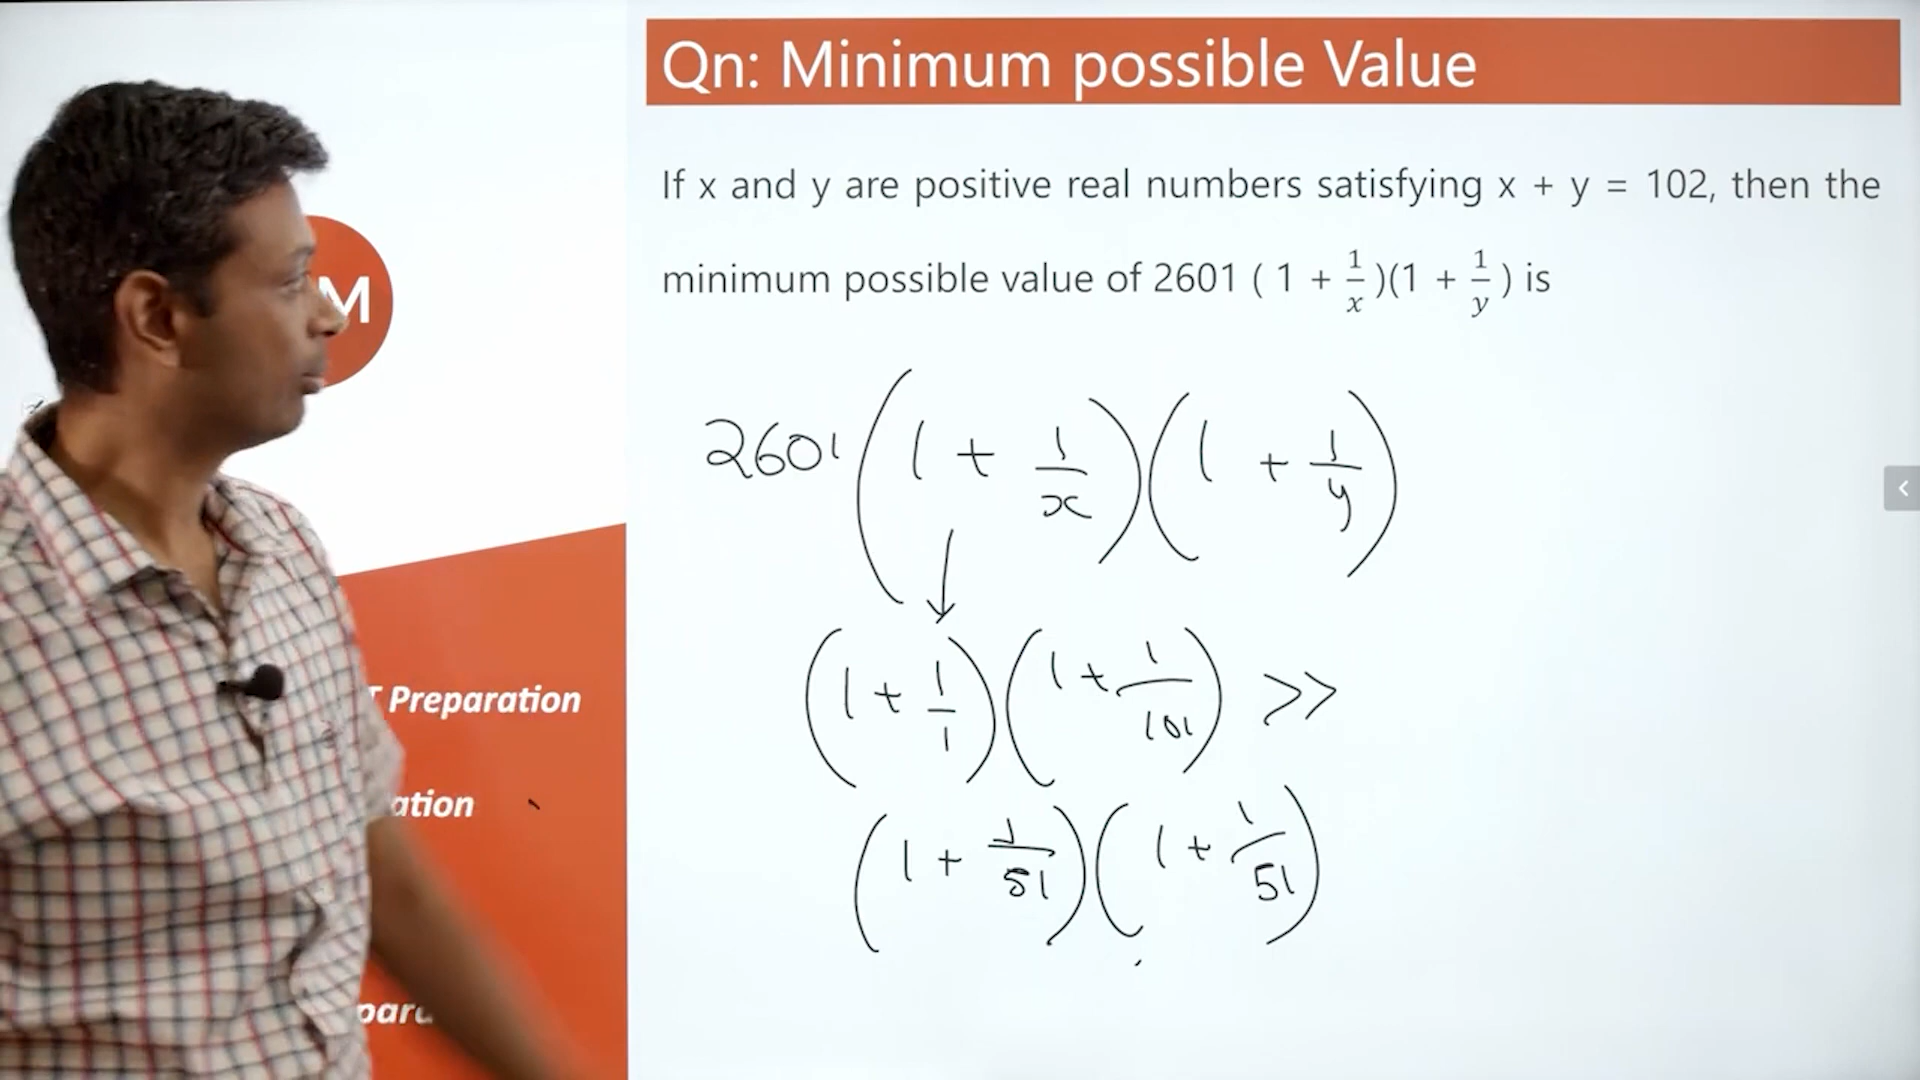 Qn: Minimum possible Value
If x and y are positive real numbers satisfying x + y = 102, then the
minimum possible value of 2601 ( 1 + 1/x )(1 + 1/y ) is
M
2601 (1 + 1/x)(1 + 1/y)
↓
(1 + 1/1)(1 + 1/101) >>
(1 + 1/51)(1 + 1/51)
Preparation